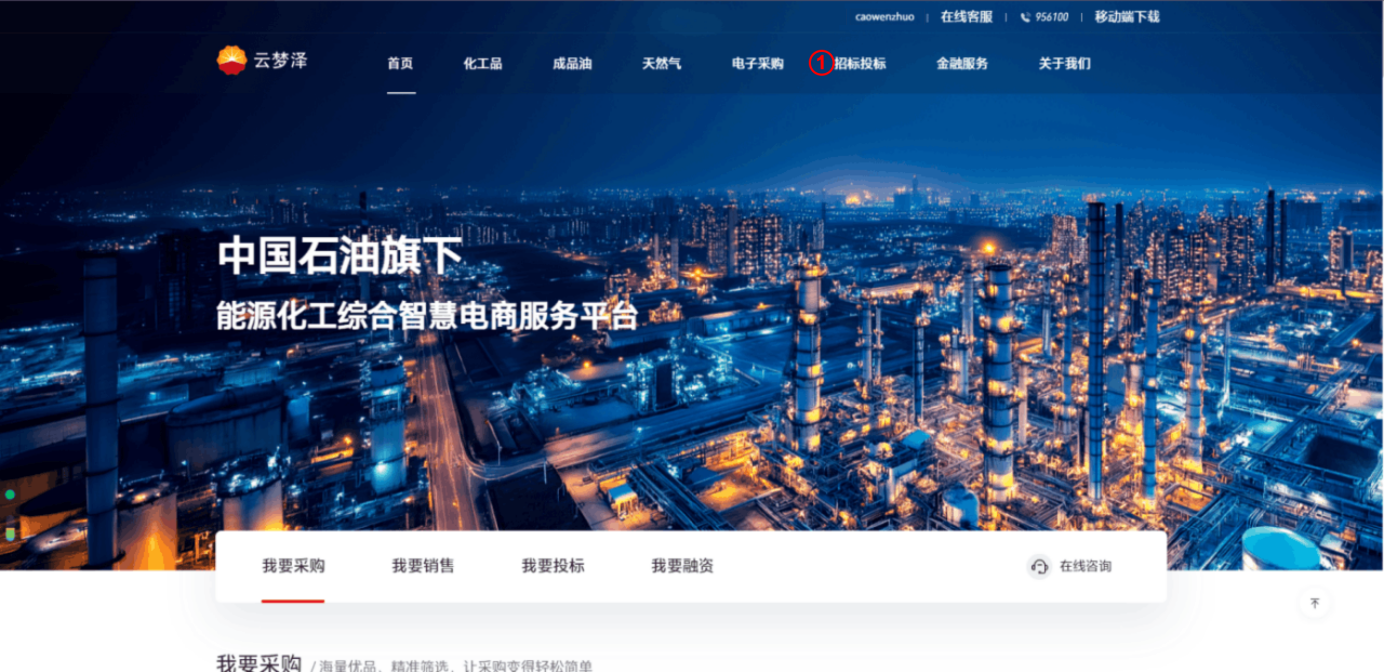 caowenzhuo | 在线客服 | 956100 | 移动端下载
云梦泽 首页 化工品 成品油 天然气 电子采购 ①招标投标 金融服务 关于我们
中国石油旗下
能源化工综合智慧电商服务平台
我要采购 我要销售 我要投标 我要融资 在线咨询
我要采购 / 海量优品，精准筛选，让采购变得轻松简单